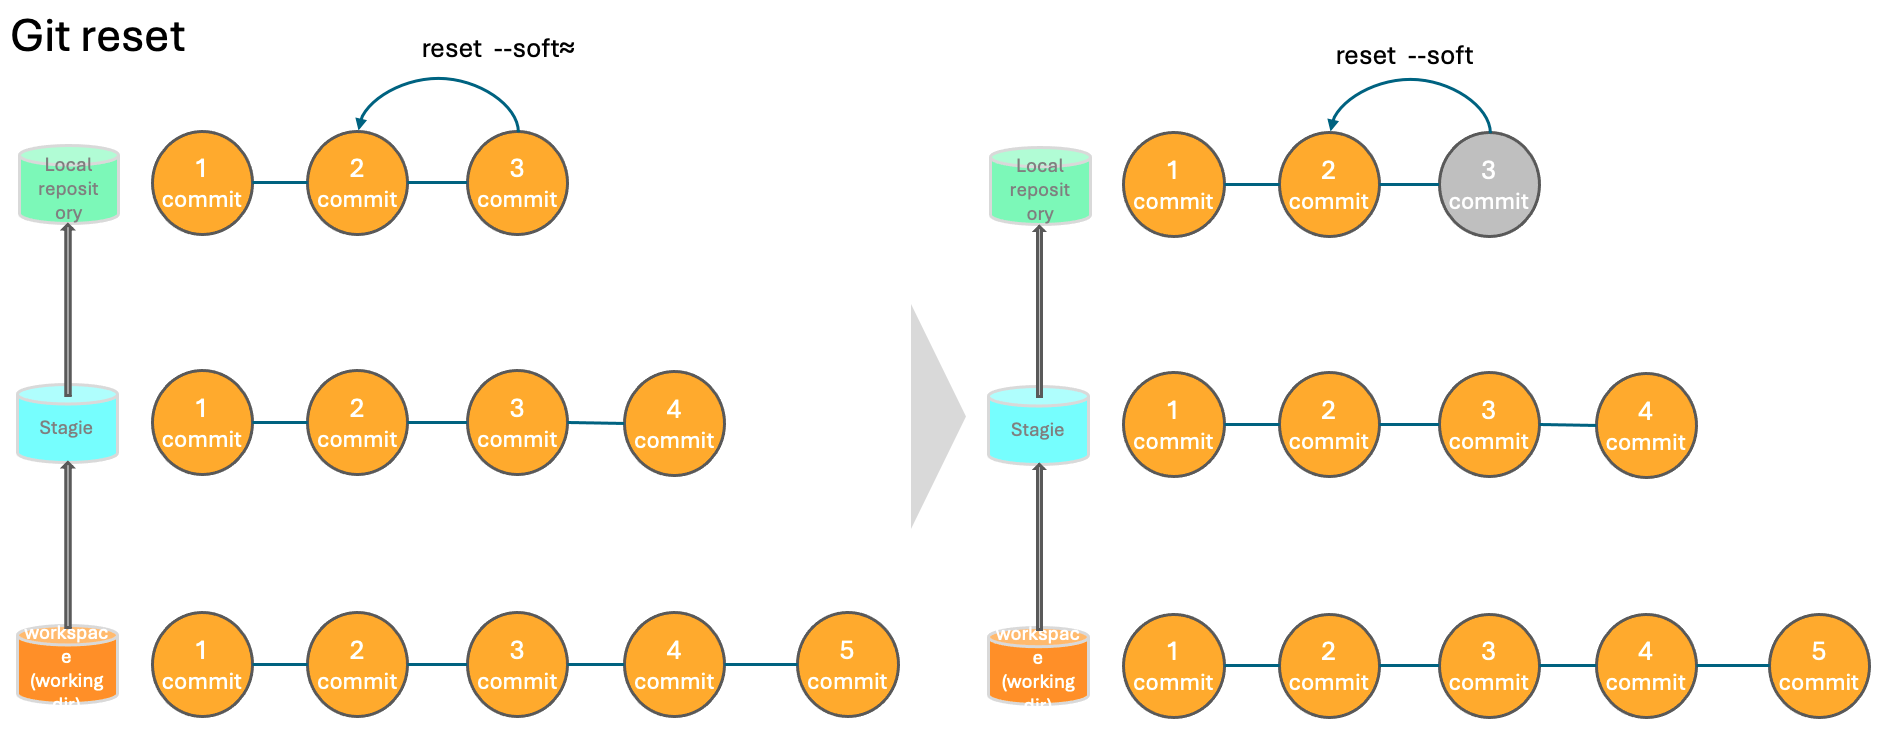 Git reset
reset --soft≈
reset --soft
Local
reposit
ory
1
commit
2
commit
3
commit
Local
reposit
ory
1
commit
2
commit
3
commit
Stagie
1
commit
2
commit
3
commit
4
commit
Stagie
1
commit
2
commit
3
commit
4
commit
workspac
e
(working
dir)
1
commit
2
commit
3
commit
4
commit
5
commit
workspac
e
(working
dir)
1
commit
2
commit
3
commit
4
commit
5
commit